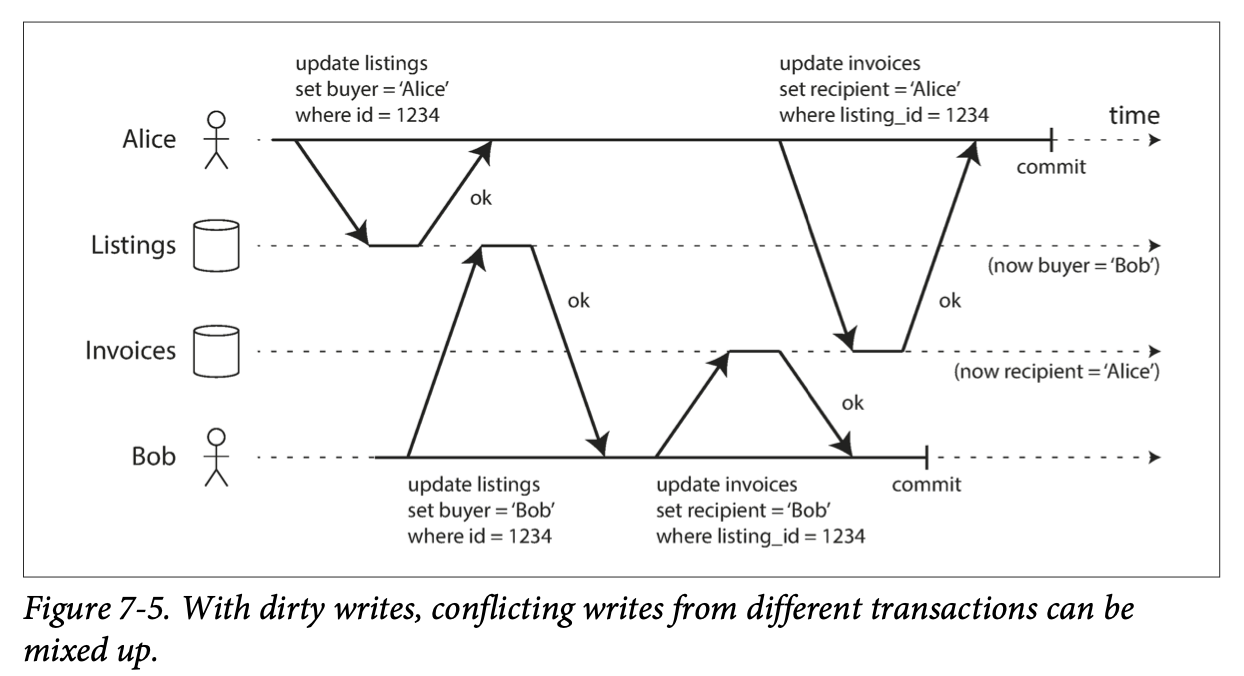 update listings
set buyer = ‘Alice’
where id = 1234
update invoices
set recipient = ‘Alice’
where listing_id = 1234
time
Alice
commit
ok
Listings
(now buyer = ‘Bob’)
ok
ok
Invoices
(now recipient = ‘Alice’)
ok
Bob
commit
update listings
set buyer = ‘Bob’
where id = 1234
update invoices
set recipient = ‘Bob’
where listing_id = 1234
Figure 7-5. With dirty writes, conflicting writes from different transactions can be
mixed up.